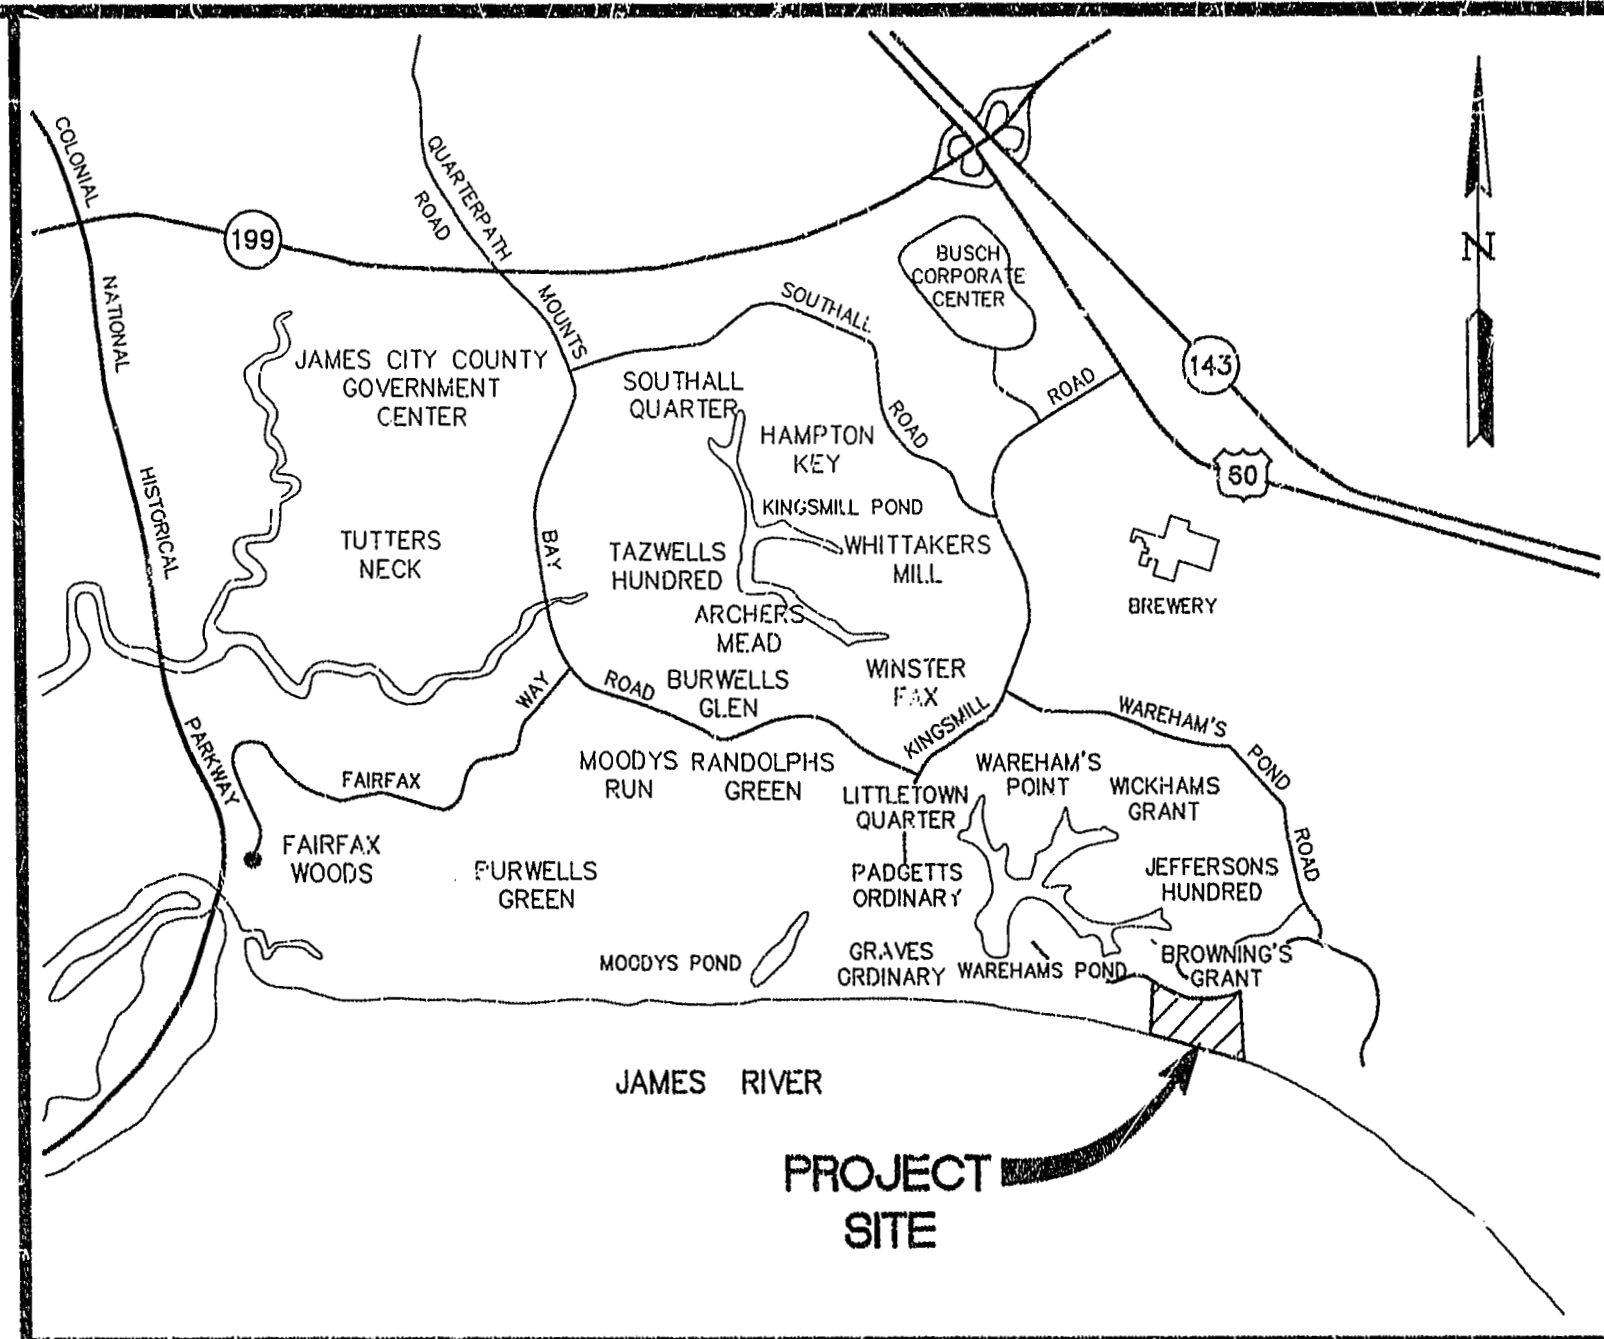 COLONIAL
NATIONAL
HISTORICAL
PARKWAY
199
QUARTERPATH
ROAD
MOUNTS
BAY
ROAD
SOUTHALL
ROAD
BUSCH
CORPORATE
CENTER
ROAD
143
60
N
JAMES CITY COUNTY
GOVERNMENT
CENTER
SOUTHALL
QUARTER
HAMPTON
KEY
KINGSMILL POND
TUTTERS
NECK
TAZWELLS
HUNDRED
WHITTAKERS
MILL
BREWERY
ARCHERS
MEAD
WINSTER
FAX
BURWELLS
GLEN
WAY
FAIRFAX
KINGSMILL
WAREHAM'S
POND
ROAD
MOODYS
RUN
RANDOLPHS
GREEN
WAREHAM'S
POINT
WICKHAMS
GRANT
LITTLETOWN
QUARTER
FAIRFAX
WOODS
BURWELLS
GREEN
PADGETTS
ORDINARY
JEFFERSONS
HUNDRED
MOODYS POND
GRAVES
ORDINARY
WAREHAMS POND
BROWNING'S
GRANT
JAMES RIVER
PROJECT
SITE